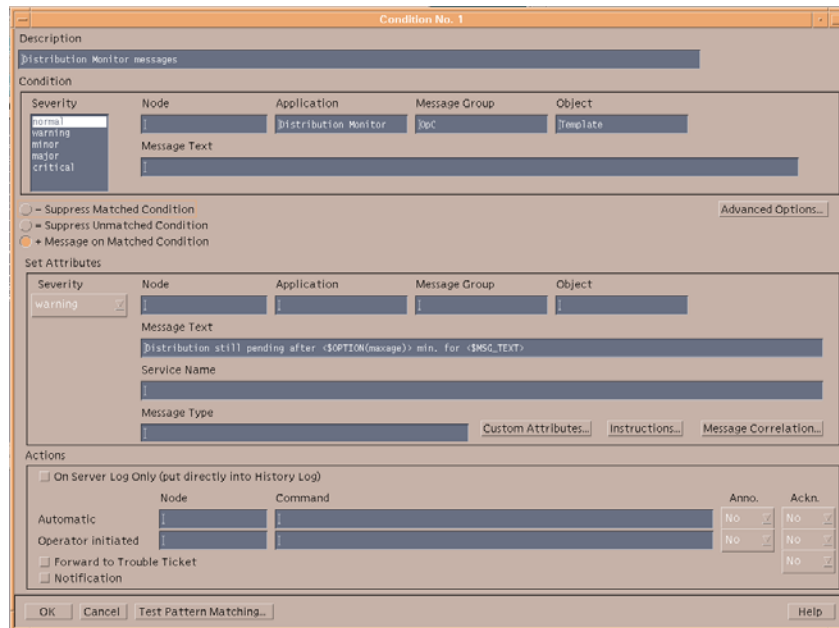 Condition No. 1
Description
Distribution Monitor messages
Condition
Severity Node Application Message Group Object
normal Distribution Monitor OpC Template
warning
minor
major
critical
Message Text
= Suppress Matched Condition Advanced Options...
= Suppress Unmatched Condition
+ Message on Matched Condition
Set Attributes
Severity Node Application Message Group Object
warning
Message Text
Distribution still pending after <$OPTION(maxage)> min. for <$MSG_TEXT>
Service Name
Message Type
Custom Attributes... Instructions... Message Correlation...
Actions
On Server Log Only (put directly into History Log)
Node Command Anno. Ackn.
Automatic No No
Operator initiated No No
Forward to Trouble Ticket No
Notification
OK Cancel Test Pattern Matching... Help